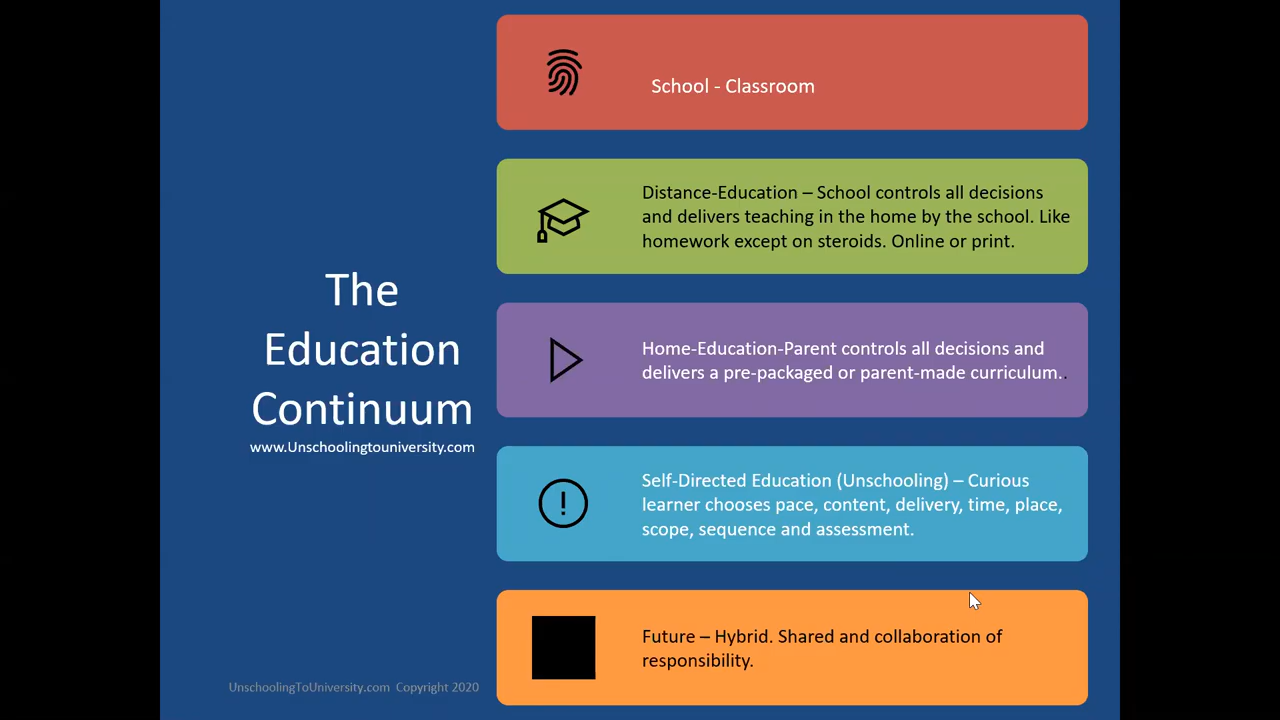 The
Education
Continuum
www.Unschoolingtouniversity.com
School - Classroom
Distance-Education – School controls all decisions
and delivers teaching in the home by the school. Like
homework except on steroids. Online or print.
Home-Education-Parent controls all decisions and
delivers a pre-packaged or parent-made curriculum..
Self-Directed Education (Unschooling) – Curious
learner chooses pace, content, delivery, time, place,
scope, sequence and assessment.
Future – Hybrid. Shared and collaboration of
responsibility.
UnschoolingToUniversity.com Copyright 2020